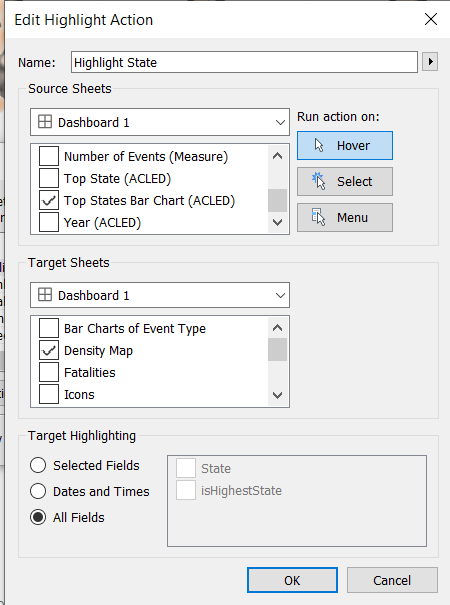 Edit Highlight Action
Name: Highlight State
Source Sheets
Dashboard 1
Run action on:
Number of Events (Measure)
Top State (ACLED)
Top States Bar Chart (ACLED)
Year (ACLED)
Hover
Select
Menu
Target Sheets
Dashboard 1
Bar Charts of Event Type
Density Map
Fatalities
Icons
Target Highlighting
Selected Fields
Dates and Times
All Fields
State
isHighestState
OK
Cancel